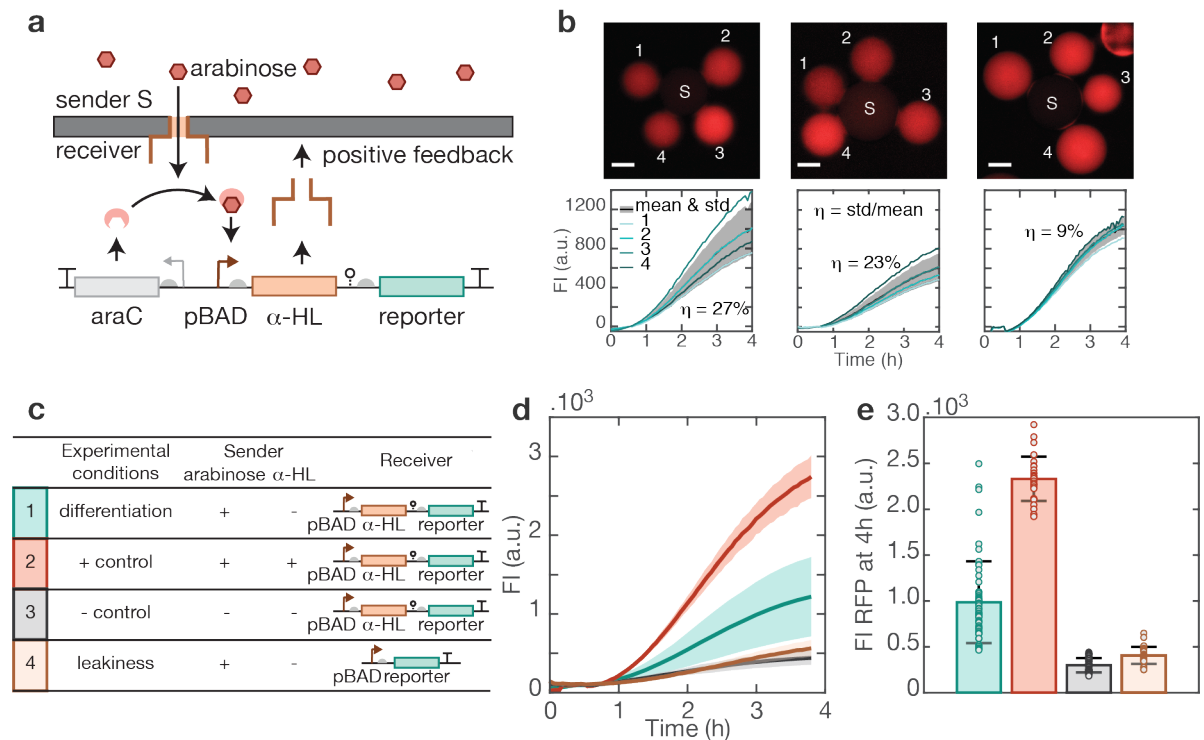 a
arabinose
sender S
receiver
positive feedback
araC
pBAD
α-HL
reporter
b
1
2
S
4
3
2
1
S
3
4
1
2
S
3
4
FI (a.u.)
1200
800
400
0
mean & std
1
2
3
4
η = 27%
0 1 2 3 4
η = std/mean
η = 23%
0 1 2 3 4
Time (h)
η = 9%
0 1 2 3 4
c
Experimental conditions
Sender
arabinose α-HL
Receiver
1 differentiation + -
pBAD α-HL reporter
2 + control + +
pBAD α-HL reporter
3 - control - -
pBAD α-HL reporter
4 leakiness + -
pBAD reporter
d
.10³
FI (a.u.)
3
2
1
0
0 1 2 3 4
Time (h)
e
.10³
FI RFP at 4h (a.u.)
3.0
2.5
2.0
1.5
1.0
0.5
0